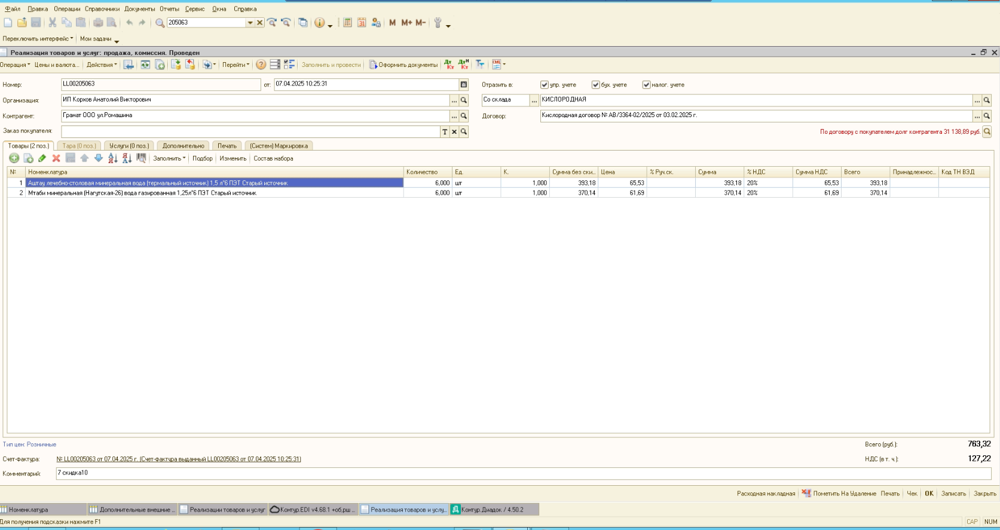 Файл Правка Операции Справочники Документы Отчеты Сервис Окна Справка
205063 31 M M+ M-
Переключить интерфейс Мои задачи
Реализация товаров и услуг: продажа, комиссия. Проведен
Операция Цены и валюта... Действия Перейти Заполнить и провести Оформить документы
Номер: LL00205063 от: 07.04.2025 10:25:31 Отразить в: упр. учете бух. учете налог. учете
Организация: ИП Корхов Анатолий Викторович ... Со склада ... КИСЛОРОДНАЯ ...
Контрагент: Гранат ООО ул.Ромашина ... Договор: Кислородная договор № АВ/3364-02/2025 от 03.02.2025 г. ...
Заказ покупателя: T × По договору с покупателем долг контрагента 31 138,89 руб.
Товары (2 поз.) Тара (0 поз.) Услуги (0 поз.) Дополнительно Печать (Систем) Маркировка
Заполнить Подбор Изменить Состав набора
№ Номенклатура Количество Ед. К. Сумма без ски... Цена % Руч.ск. Сумма % НДС Сумма НДС Всего Принадлежнос... Код ТН ВЭД
1 Аштау лечебно-столовая минеральная вода (термальный источник) 1,5 л*6 ПЭТ Старый источник 6,000 шт 1,000 393,18 65,53 393,18 20% 65,53 393,18
2 Мтаби минеральная (Нагутская-26) вода газированная 1,25л*6 ПЭТ Старый источник 6,000 шт 1,000 370,14 61,69 370,14 20% 61,69 370,14
Тип цен: Розничные Всего (руб.): 763,32
Счет-фактура: № LL00205063 от 07.04.2025 г. (Счет-фактура выданный LL00205063 от 07.04.2025 10:25:31) НДС (в т. ч.): 127,22
Комментарий: 7 скидка10
Расходная накладная Пометить На Удаление Печать Чек OK Записать Закрыть
Номенклатура Дополнительные внешние ... Реализации товаров и услуг Контур.EDI v4.68.1 +об,рш ... Реализация товаров и услу... Контур.Диадок / 4.50.2
Для получения подсказки нажмите F1 CAP NUM